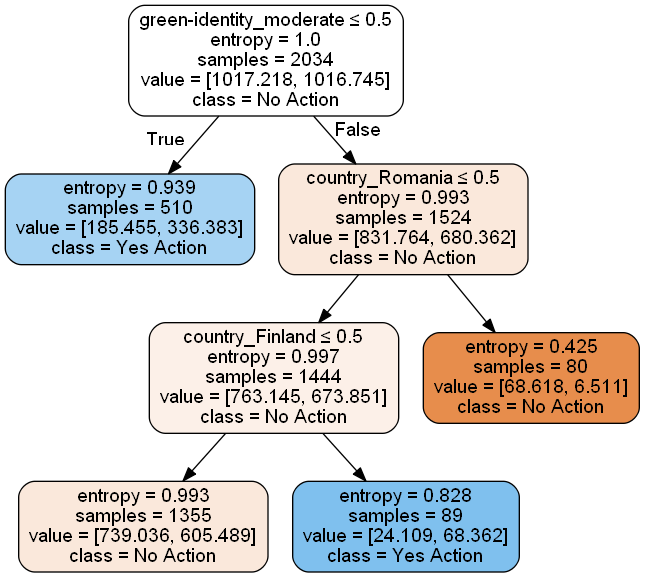 green-identity_moderate ≤ 0.5
entropy = 1.0
samples = 2034
value = [1017.218, 1016.745]
class = No Action
True
False
entropy = 0.939
samples = 510
value = [185.455, 336.383]
class = Yes Action
country_Romania ≤ 0.5
entropy = 0.993
samples = 1524
value = [831.764, 680.362]
class = No Action
country_Finland ≤ 0.5
entropy = 0.997
samples = 1444
value = [763.145, 673.851]
class = No Action
entropy = 0.425
samples = 80
value = [68.618, 6.511]
class = No Action
entropy = 0.993
samples = 1355
value = [739.036, 605.489]
class = No Action
entropy = 0.828
samples = 89
value = [24.109, 68.362]
class = Yes Action